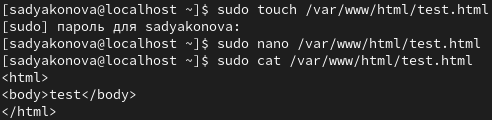 [sadyakonova@localhost ~]$ sudo touch /var/www/html/test.html
[sudo] пароль для sadyakonova:
[sadyakonova@localhost ~]$ sudo nano /var/www/html/test.html
[sadyakonova@localhost ~]$ sudo cat /var/www/html/test.html
<html>
<body>test</body>
</html>